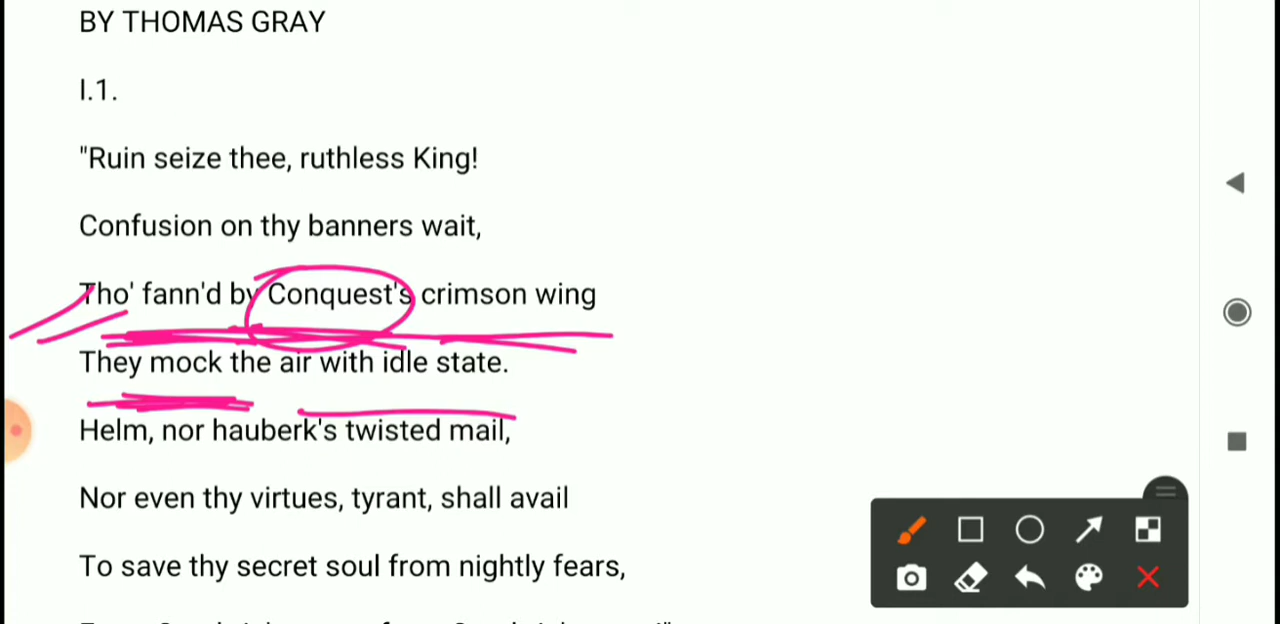 BY THOMAS GRAY
I.1.
"Ruin seize thee, ruthless King!
Confusion on thy banners wait,
Tho' fann'd by Conquest's crimson wing
They mock the air with idle state.
Helm, nor hauberk's twisted mail,
Nor even thy virtues, tyrant, shall avail
To save thy secret soul from nightly fears,